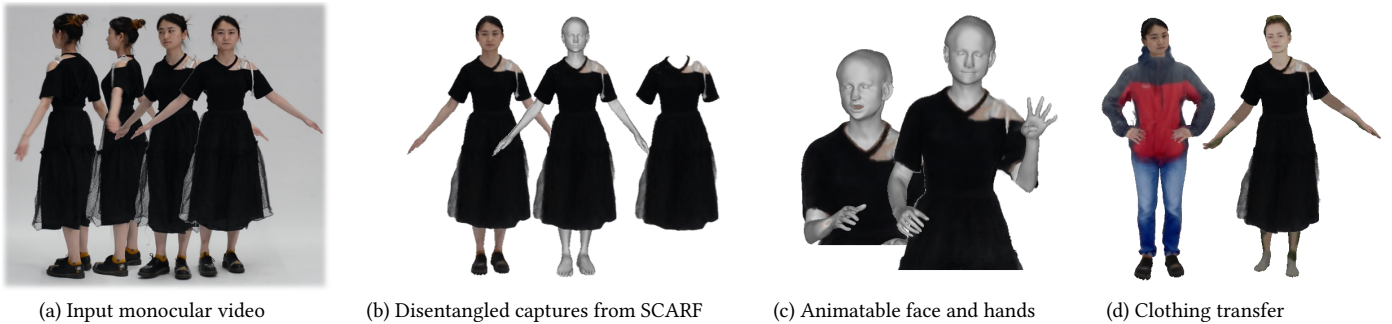 (a) Input monocular video
(b) Disentangled captures from SCARF
(c) Animatable face and hands
(d) Clothing transfer